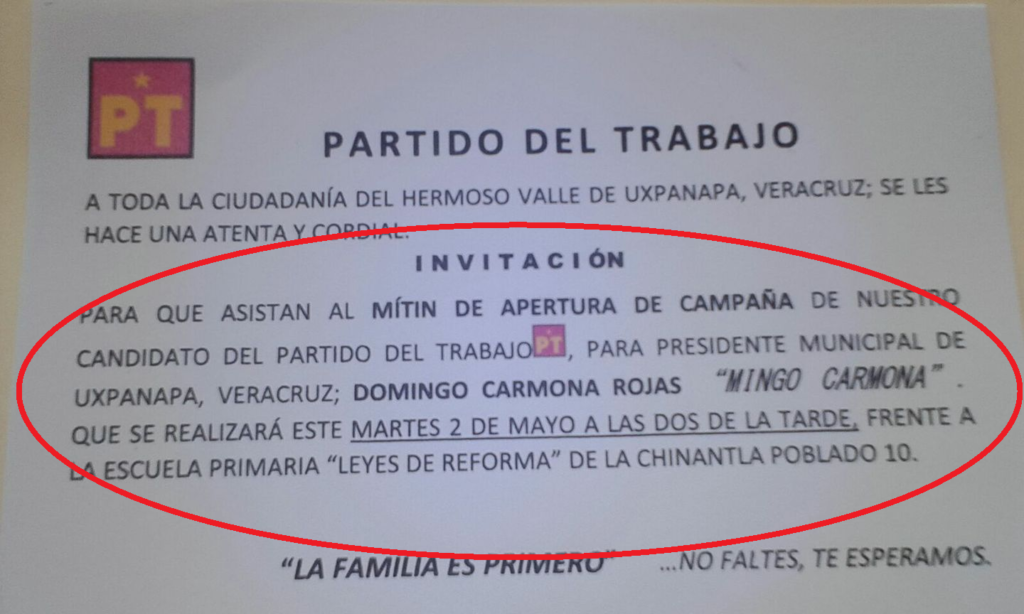 PT
PARTIDO DEL TRABAJO
A TODA LA CIUDADANÍA DEL HERMOSO VALLE DE UXPANAPA, VERACRUZ; SE LES
HACE UNA ATENTA Y CORDIAL:
INVITACIÓN
PARA QUE ASISTAN AL MÍTIN DE APERTURA DE CAMPAÑA DE NUESTRO
CANDIDATO DEL PARTIDO DEL TRABAJO PT, PARA PRESIDENTE MUNICIPAL DE
UXPANAPA, VERACRUZ; DOMINGO CARMONA ROJAS "MINGO CARMONA".
QUE SE REALIZARÁ ESTE MARTES 2 DE MAYO A LAS DOS DE LA TARDE, FRENTE A
LA ESCUELA PRIMARIA "LEYES DE REFORMA" DE LA CHINANTLA POBLADO 10.
"LA FAMILIA ES PRIMERO" ...NO FALTES, TE ESPERAMOS.